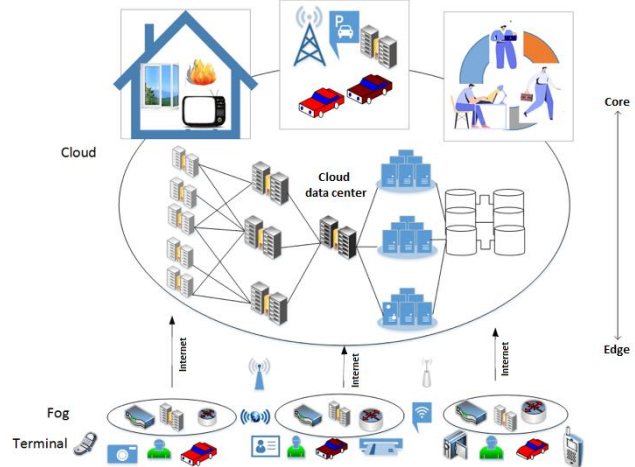 P
Core
Cloud
Cloud
data center
Edge
Internet
Internet
Internet
Fog
Terminal